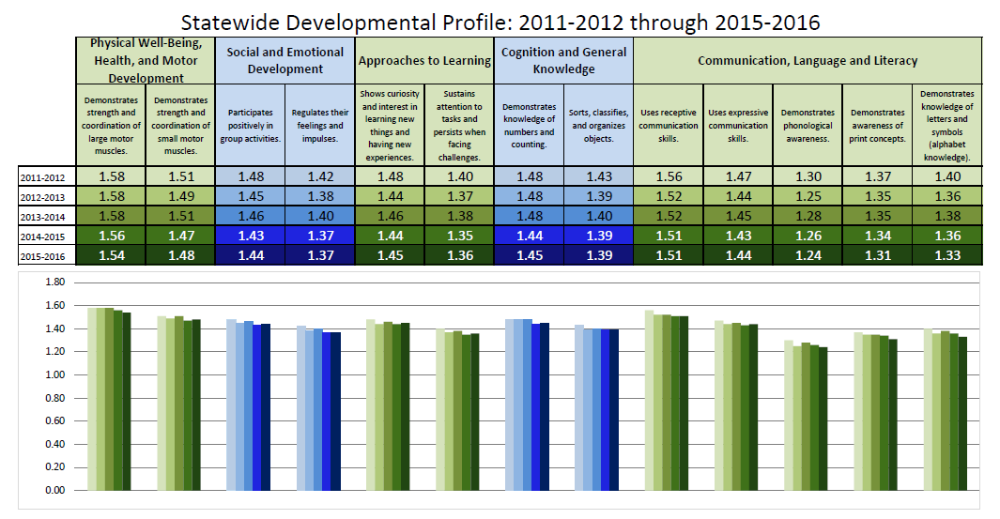 Statewide Developmental Profile: 2011-2012 through 2015-2016
Physical Well-Being,
Health, and Motor
Development
Social and Emotional
Development
Approaches to Learning
Cognition and General
Knowledge
Communication, Language and Literacy
Demonstrates
strength and
coordination of
large motor
muscles.
Demonstrates
strength and
coordination of
small motor
muscles.
Participates
positively in
group activities.
Regulates their
feelings and
impulses.
Shows curiosity
and interest in
learning new
things and
having new
experiences.
Sustains
attention to
tasks and
persists when
facing
challenges.
Demonstrates
knowledge of
numbers and
counting.
Sorts, classifies,
and organizes
objects.
Uses receptive
communication
skills.
Uses expressive
communication
skills.
Demonstrates
phonological
awareness.
Demonstrates
awareness of
print concepts.
Demonstrates
knowledge of
letters and
symbols
(alphabet
knowledge).
2011-2012 1.58 1.51 1.48 1.42 1.48 1.40 1.48 1.43 1.56 1.47 1.30 1.37 1.40
2012-2013 1.58 1.49 1.45 1.38 1.44 1.37 1.48 1.39 1.52 1.44 1.25 1.35 1.36
2013-2014 1.58 1.51 1.46 1.40 1.46 1.38 1.48 1.40 1.52 1.45 1.28 1.35 1.38
2014-2015 1.56 1.47 1.43 1.37 1.44 1.35 1.44 1.39 1.51 1.43 1.26 1.34 1.36
2015-2016 1.54 1.48 1.44 1.37 1.45 1.36 1.45 1.39 1.51 1.44 1.24 1.31 1.33
1.80
1.60
1.40
1.20
1.00
0.80
0.60
0.40
0.20
0.00